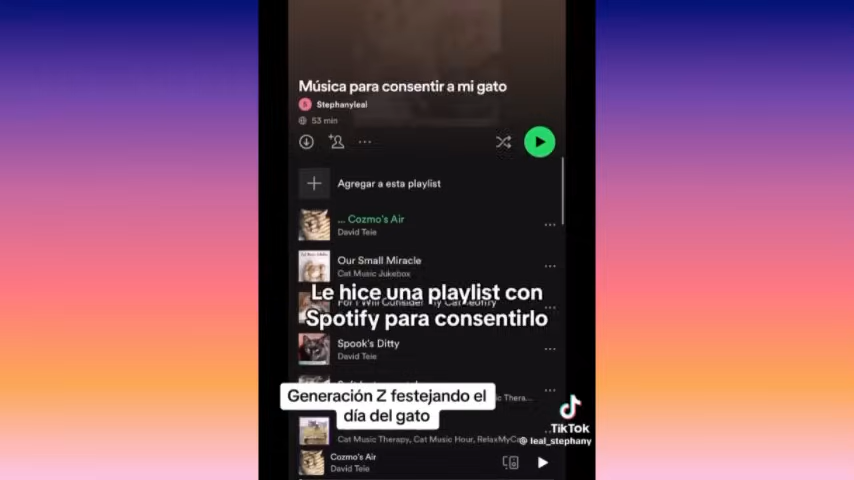 Música para consentir a mi gato
S
Stephanyleal
53 min
Agregar a esta playlist
... Cozmo's Air
David Teie
Our Small Miracle
Cat Music Jukebox
Le hice una playlist con
Spotify para consentirlo
Spook's Ditty
David Teie
Generación Z festejando el
día del gato
Cat Music Therapy, Cat Music Hour, RelaxMyCa
TikTok
@leal_stephany
Cozmo's Air
David Teie